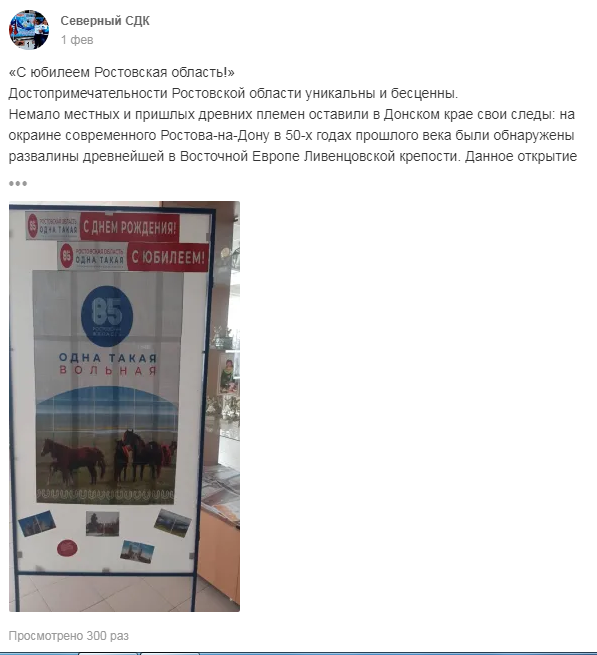 Северный СДК
1 фев
«С юбилеем Ростовская область!»
Достопримечательности Ростовской области уникальны и бесценны.
Немало местных и пришлых древних племен оставили в Донском крае свои следы: на
окраине современного Ростова-на-Дону в 50-х годах прошлого века были обнаружены
развалины древнейшей в Восточной Европе Ливенцовской крепости. Данное открытие
•••
85 РОСТОВСКАЯ ОБЛАСТЬ
ОДНА ТАКАЯ
С ДНЕМ РОЖДЕНИЯ!
85 РОСТОВСКАЯ ОБЛАСТЬ
ОДНА ТАКАЯ
С ЮБИЛЕЕМ!
85
РОСТОВСКАЯ
ОБЛАСТЬ
ОДНА ТАКАЯ
ВОЛЬНАЯ
Просмотрено 300 раз